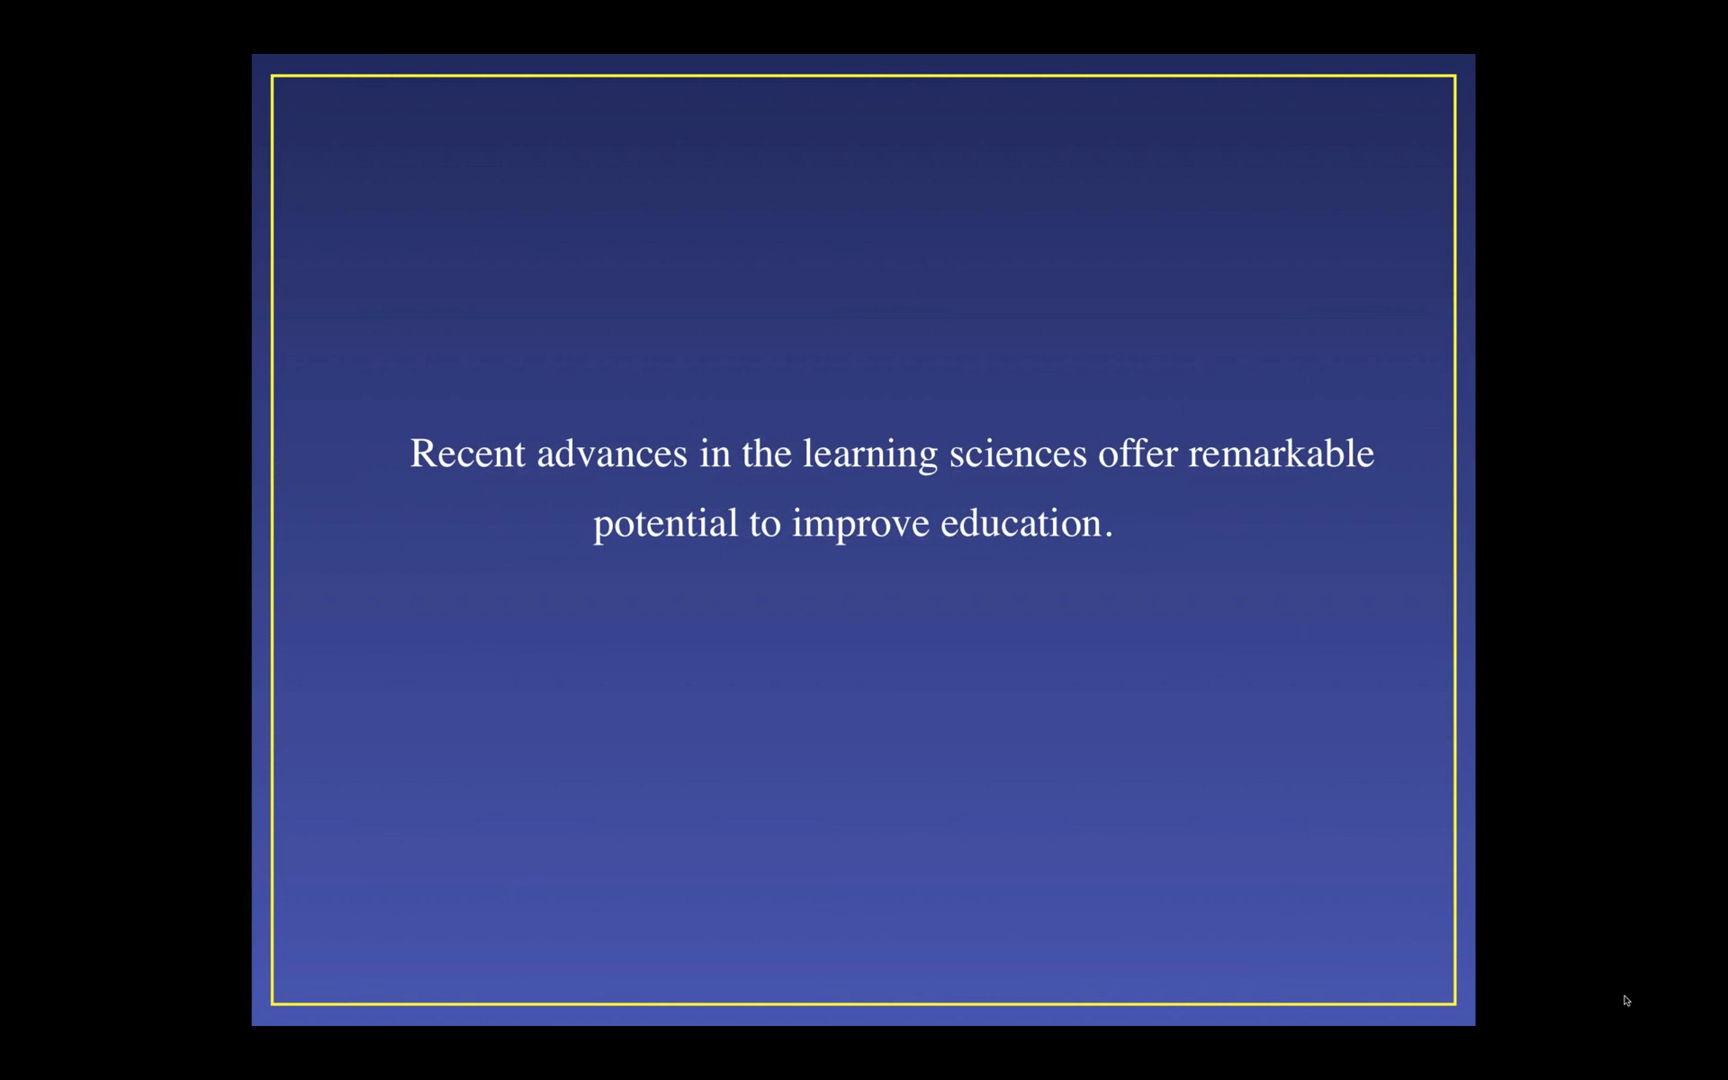 Recent advances in the learning sciences offer remarkable
potential to improve education.